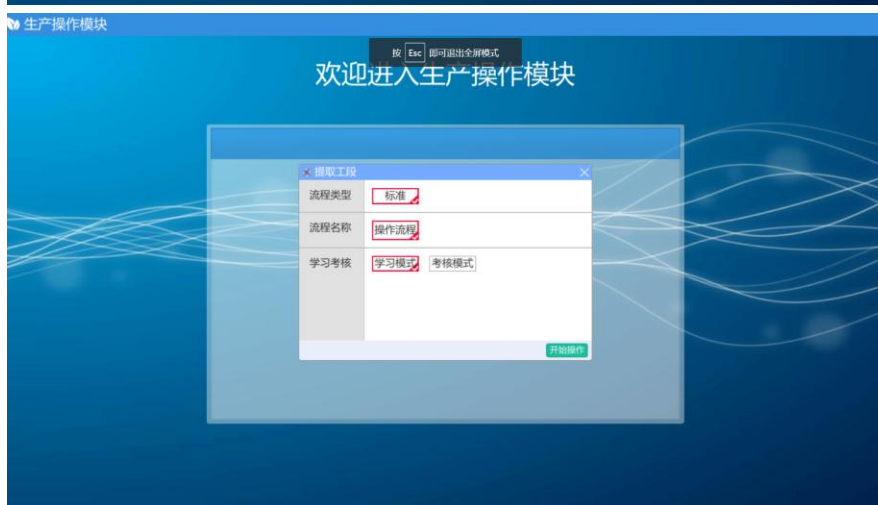 生产操作模块
按 Esc 即可退出全屏模式
欢迎进入生产操作模块
提取工段
流程类型 标准
流程名称 操作流程
学习考核 学习模式 考核模式
开始操作